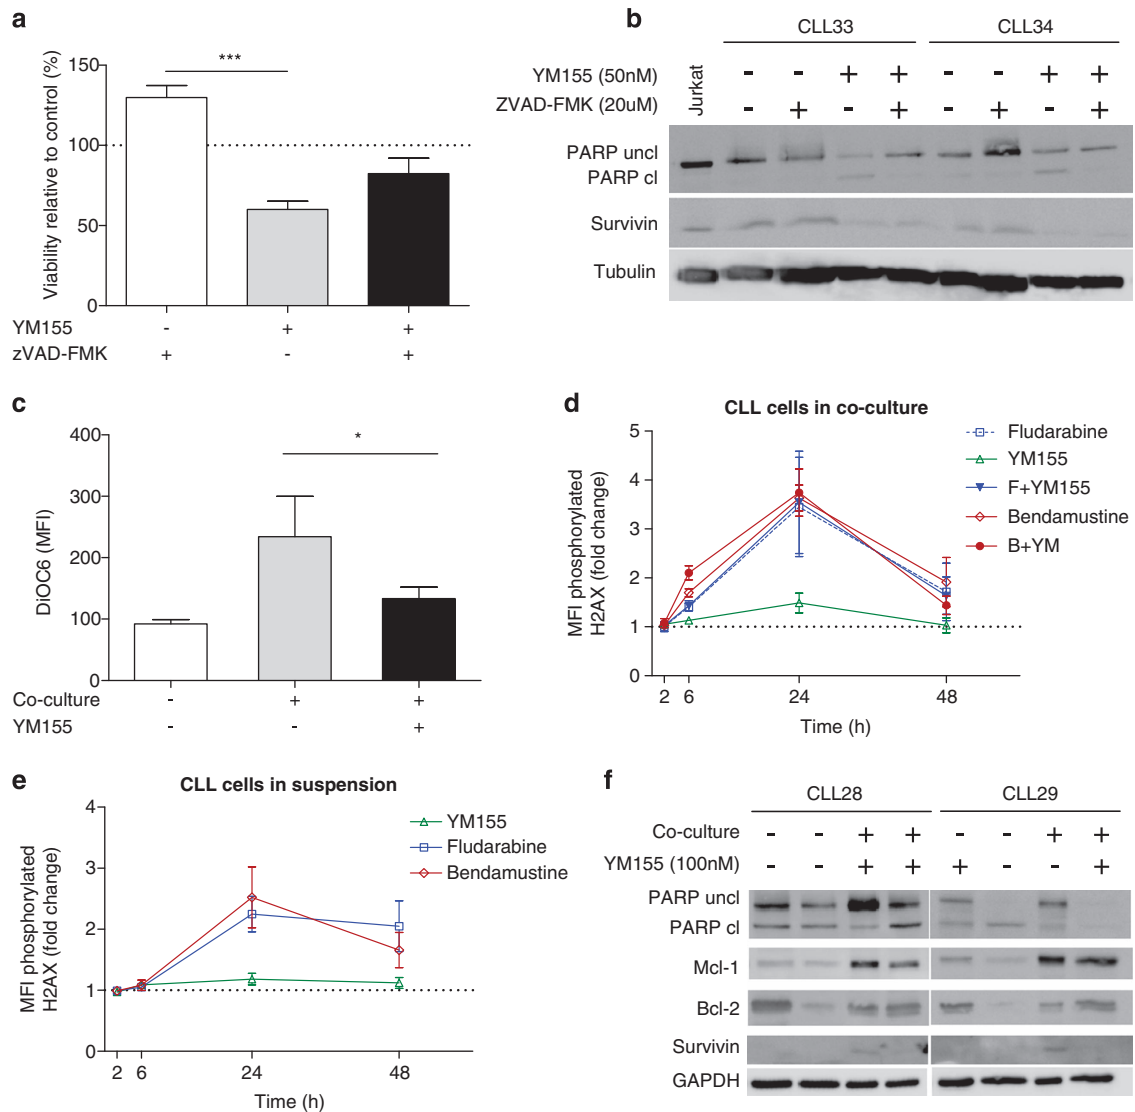 a
Viability relative to control (%)
150
100
50
0
***
YM155 - + +
zVAD-FMK + - +
b
CLL33 CLL34
Jurkat
YM155 (50nM) - - + + - - + +
ZVAD-FMK (20uM) - + - + - + - +
PARP uncl
PARP cl
Survivin
Tubulin
c
DiOC6 (MFI)
400
300
200
100
0
*
Co-culture - + +
YM155 - - +
d
CLL cells in co-culture
MFI phosphorylated
H2AX (fold change)
5
4
3
2
1
0
2 6 24 48
Time (h)
Fludarabine
YM155
F+YM155
Bendamustine
B+YM
e
CLL cells in suspension
MFI phosphorylated
H2AX (fold change)
4
3
2
1
0
2 6 24 48
Time (h)
YM155
Fludarabine
Bendamustine
f
CLL28 CLL29
Co-culture - - + + - - + +
YM155 (100nM) - - + + + - - +
PARP uncl
PARP cl
Mcl-1
Bcl-2
Survivin
GAPDH